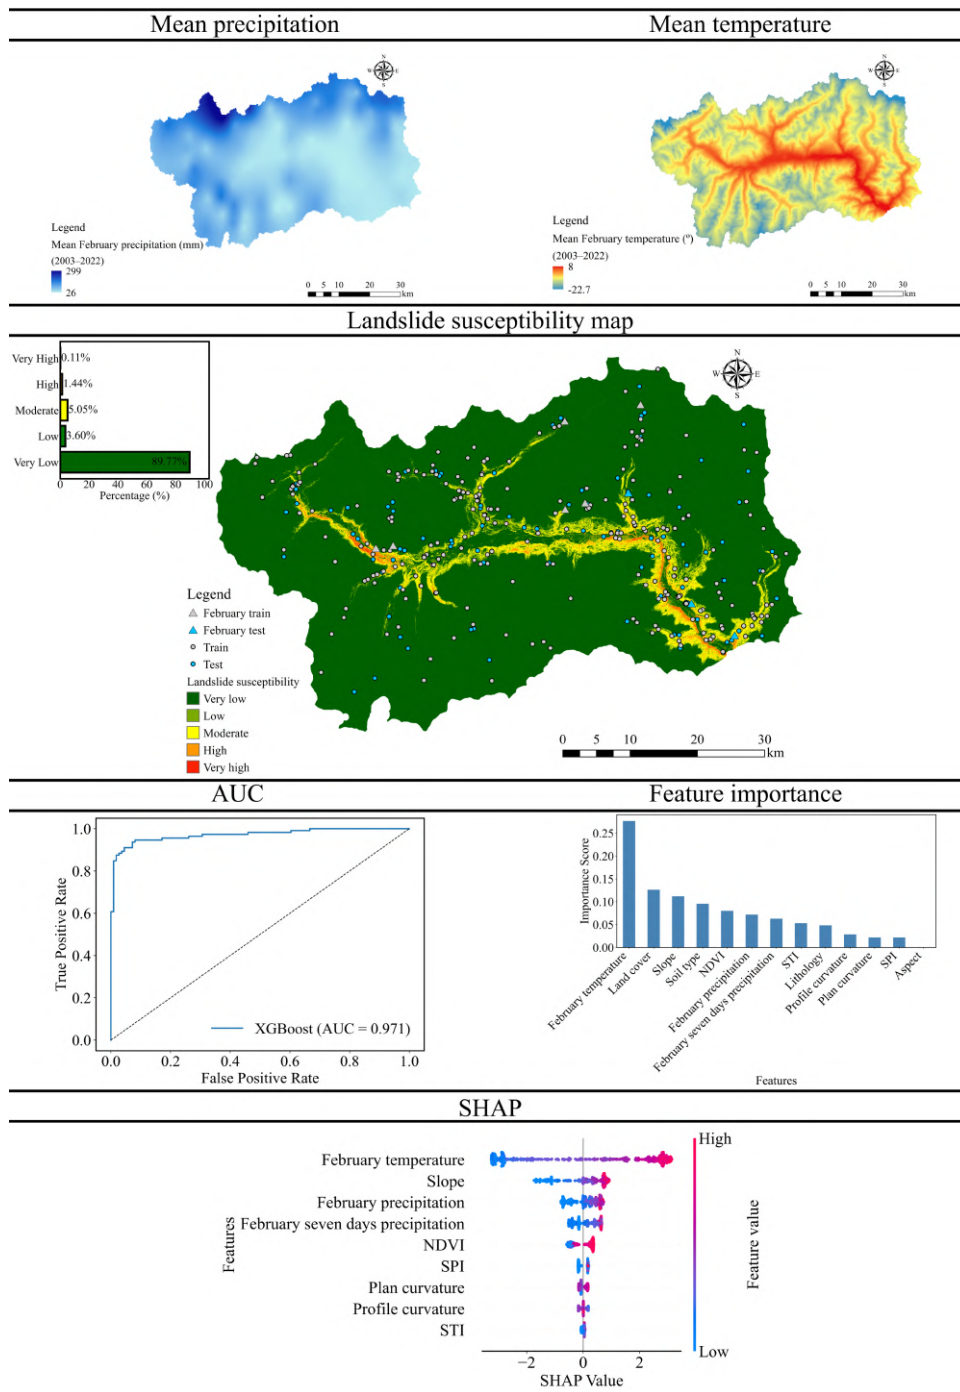 Mean precipitation
Mean temperature
N
W E
S
Legend
Mean February precipitation (mm)
(2003–2022)
299
26
0 5 10 20 30
km
N
W E
S
Legend
Mean February temperature (º)
(2003–2022)
8
-22.7
0 5 10 20 30
km
Landslide susceptibility map
Very High 0.11%
High 1.44%
Moderate 5.05%
Low 3.60%
Very Low 89.77%
0 20 40 60 80 100
Percentage (%)
N
W E
S
Legend
February train
February test
Train
Test
Landslide susceptibility
Very low
Low
Moderate
High
Very high
0 5 10 20 30
km
AUC
Feature importance
True Positive Rate
1.0
0.8
0.6
0.4
0.2
0.0
XGBoost (AUC = 0.971)
0.0 0.2 0.4 0.6 0.8 1.0
False Positive Rate
Importance Score
0.25
0.20
0.15
0.10
0.05
0.00
February temperature
Land cover
Slope
Soil type
NDVI
February precipitation
February seven days precipitation
STI
Lithology
Profile curvature
Plan curvature
SPI
Aspect
Features
SHAP
Features
February temperature
Slope
February precipitation
February seven days precipitation
NDVI
SPI
Plan curvature
Profile curvature
STI
−2 0 2
SHAP Value
High
Feature value
Low